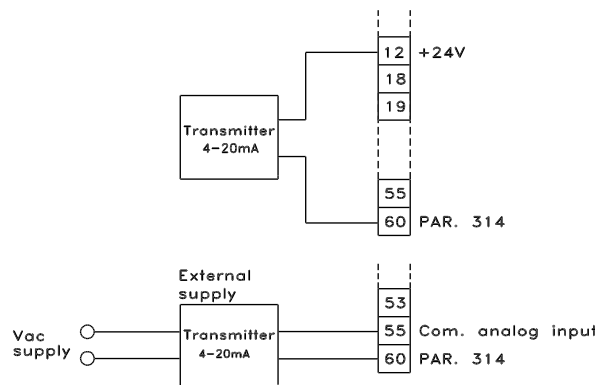 12 +24V
18
19
Transmitter
4-20mA
55
60 PAR. 314
External
supply
53
Vac
supply
Transmitter
4-20mA
55 Com. analog input
60 PAR. 314